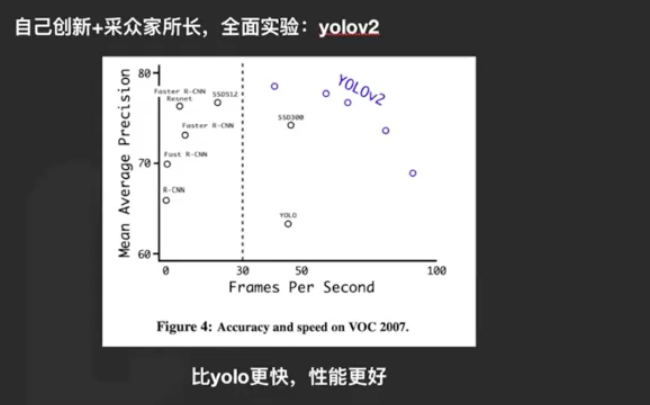 自己创新+采众家所长，全面实验：yolov2
80
Mean Average Precision
70
60
Faster R-CNN
Resnet
SSD512
Faster R-CNN
Fast R-CNN
R-CNN
SSD300
YOLO
YOLOv2
0 30 50 100
Frames Per Second
Figure 4: Accuracy and speed on VOC 2007.
比yolo更快，性能更好